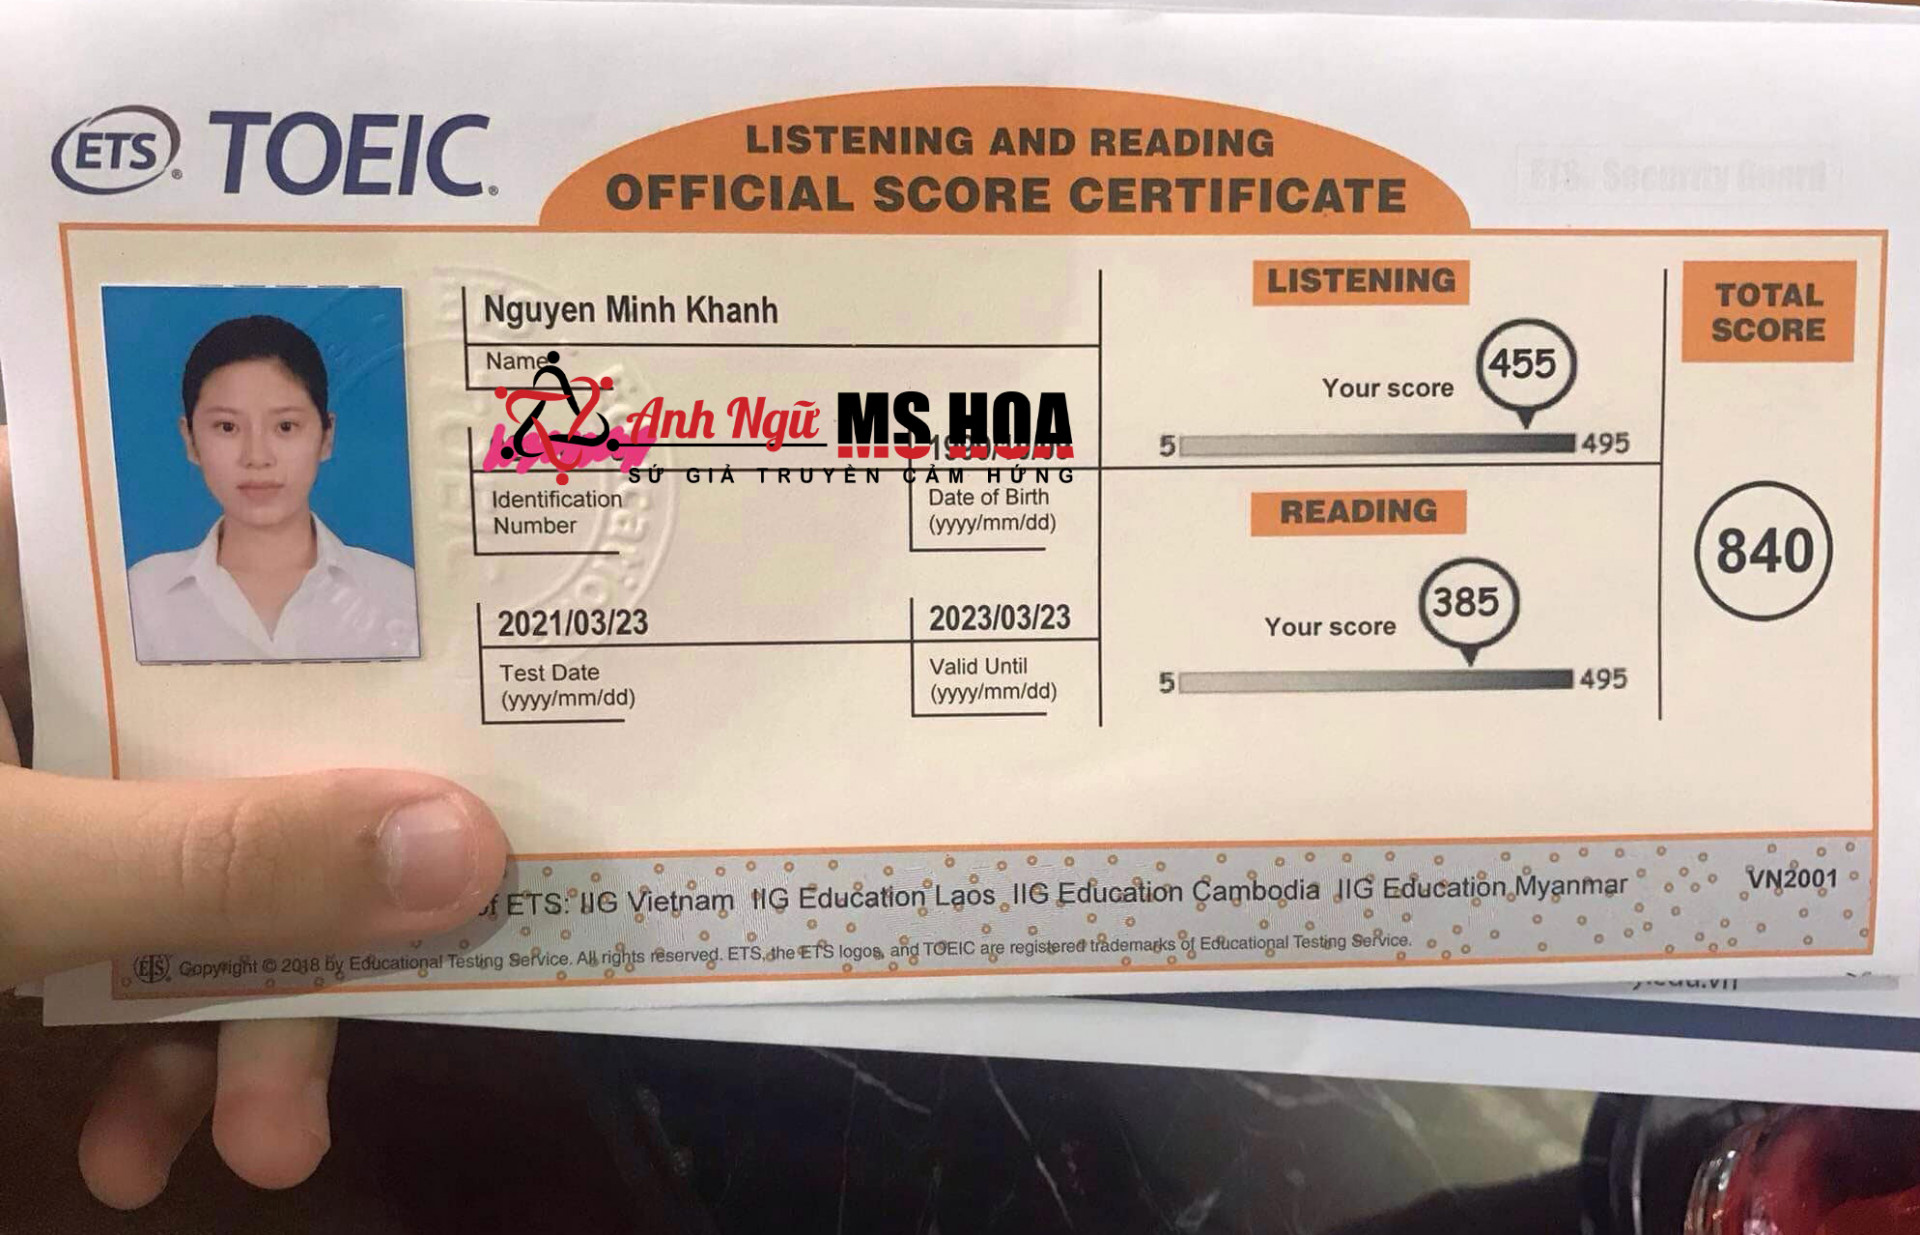 ETS® TOEIC®
LISTENING AND READING
OFFICIAL SCORE CERTIFICATE
ETS. Security Guard
Nguyen Minh Khanh
Name
Anh Ngữ MS HOA
SỨ GIẢ TRUYỀN CẢM HỨNG
Identification
Number
Date of Birth
(yyyy/mm/dd)
2021/03/23
Test Date
(yyyy/mm/dd)
2023/03/23
Valid Until
(yyyy/mm/dd)
LISTENING
Your score 455
5 495
READING
Your score 385
5 495
TOTAL
SCORE
840
of ETS: IIG Vietnam IIG Education Laos IIG Education Cambodia IIG Education Myanmar
VN2001
ETS Copyright © 2018 by Educational Testing Service. All rights reserved. ETS, the ETS logos, and TOEIC are registered trademarks of Educational Testing Service.